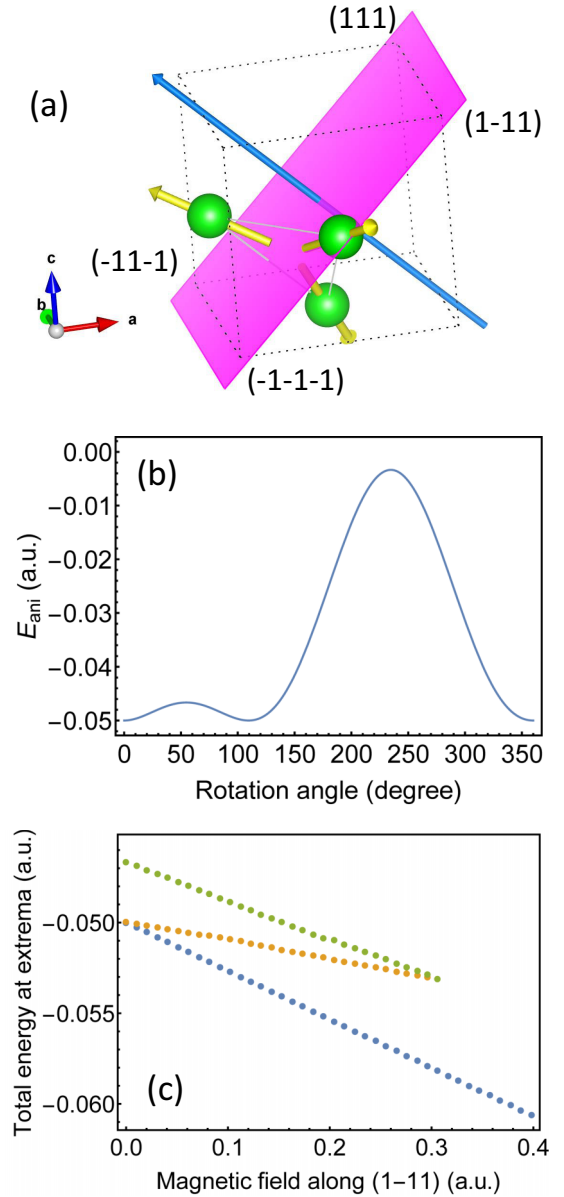 (111)
(a)
(1-11)
(-11-1)
c
b
a
(-1-1-1)
(b)
0.00
−0.01
−0.02
−0.03
−0.04
−0.05
E_ani (a.u.)
0 50 100 150 200 250 300 350
Rotation angle (degree)
Total energy at extrema (a.u.)
−0.050
−0.055
−0.060
(c)
0.0 0.1 0.2 0.3 0.4
Magnetic field along (1−11) (a.u.)